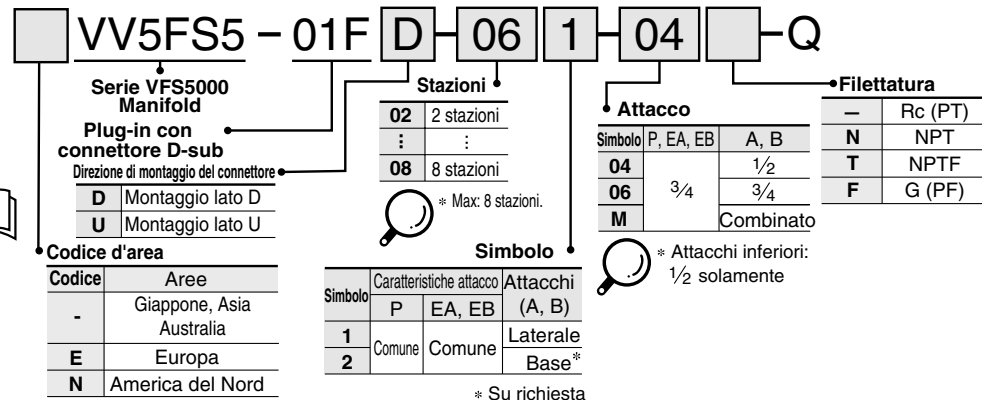 VV5FS5 – 01F D – 06 1 – 04 – Q
Serie VFS5000
Manifold
Plug-in con
connettore D-sub
Direzione di montaggio del connettore
D Montaggio lato D
U Montaggio lato U
Codice d'area
Codice Aree
- Giappone, Asia
Australia
E Europa
N America del Nord
Stazioni
02 2 stazioni
⋮ ⋮
08 8 stazioni
* Max: 8 stazioni.
Simbolo
Simbolo Caratteristiche attacco Attacchi
P EA, EB (A, B)
1 Comune Comune Laterale
2 Base*
* Su richiesta
Attacco
Simbolo P, EA, EB A, B
04 1/2
06 3/4 3/4
M Combinato
* Attacchi inferiori:
1/2 solamente
Filettatura
– Rc (PT)
N NPT
T NPTF
F G (PF)